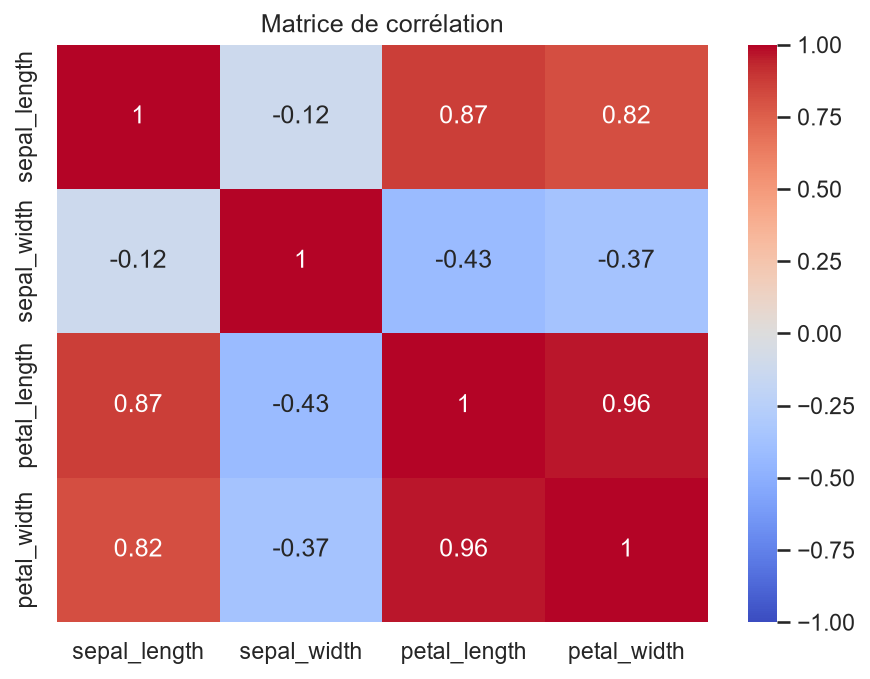 Matrice de corrélation
sepal_length
1
-0.12
0.87
0.82
sepal_width
-0.12
1
-0.43
-0.37
petal_length
0.87
-0.43
1
0.96
petal_width
0.82
-0.37
0.96
1
sepal_length
sepal_width
petal_length
petal_width
1.00
0.75
0.50
0.25
0.00
−0.25
−0.50
−0.75
−1.00